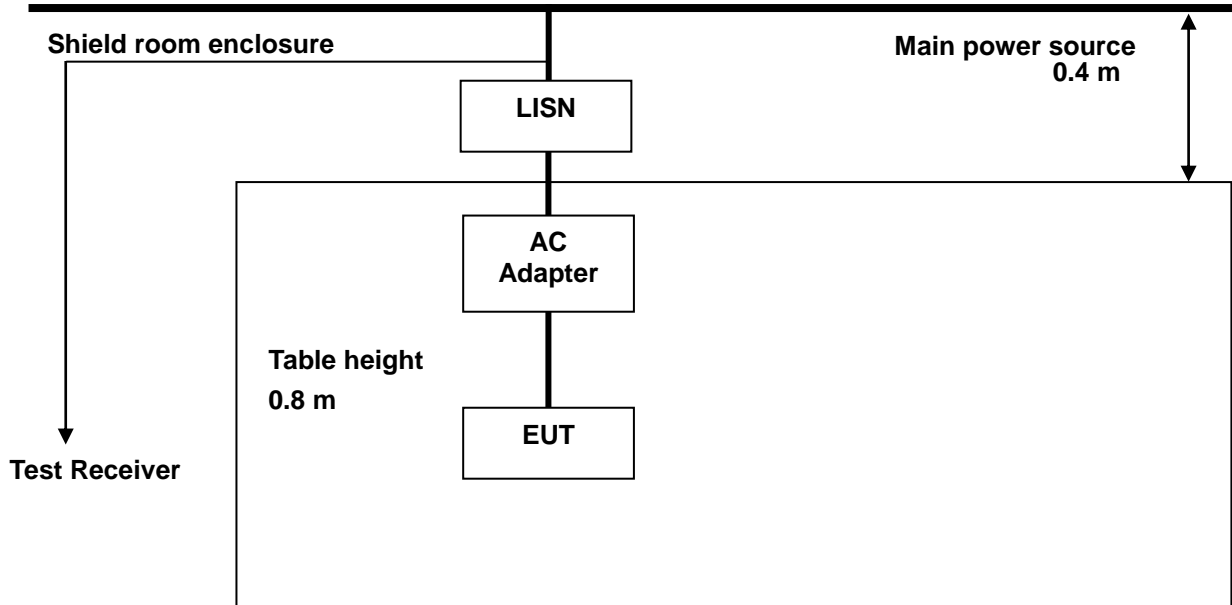 Shield room enclosure
Main power source
0.4 m
LISN
AC
Adapter
Table height
0.8 m
EUT
Test Receiver